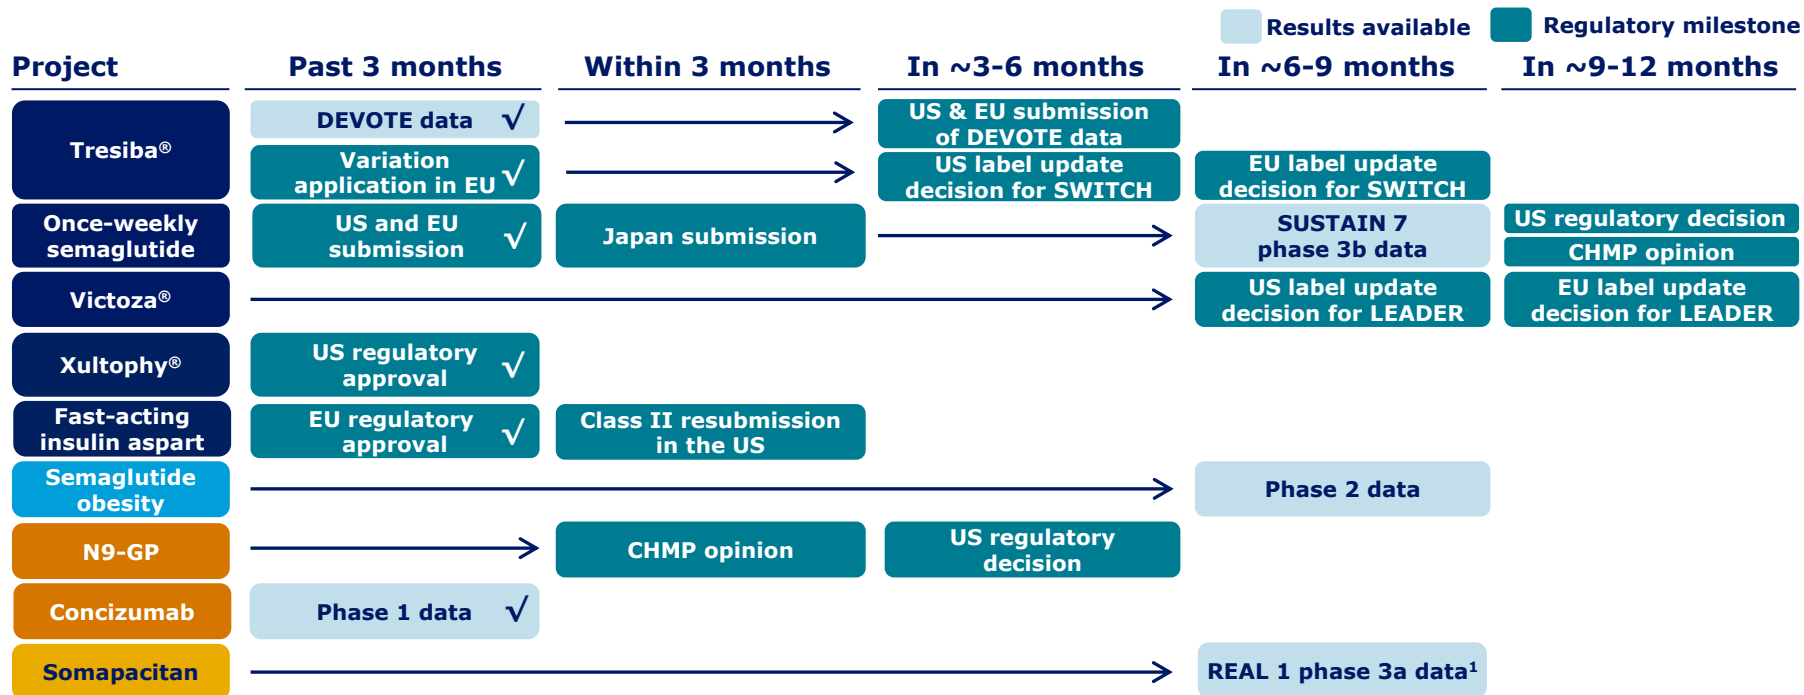 Results available
Regulatory milestone
Project
Past 3 months
Within 3 months
In ~3-6 months
In ~6-9 months
In ~9-12 months
Tresiba®
DEVOTE data √
US & EU submission
of DEVOTE data
Variation
application in EU √
US label update
decision for SWITCH
EU label update
decision for SWITCH
Once-weekly
semaglutide
US and EU
submission √
Japan submission
SUSTAIN 7
phase 3b data
US regulatory decision
CHMP opinion
Victoza®
US label update
decision for LEADER
EU label update
decision for LEADER
Xultophy®
US regulatory
approval √
Fast-acting
insulin aspart
EU regulatory
approval √
Class II resubmission
in the US
Semaglutide
obesity
Phase 2 data
N9-GP
CHMP opinion
US regulatory
decision
Concizumab
Phase 1 data √
Somapacitan
REAL 1 phase 3a data¹